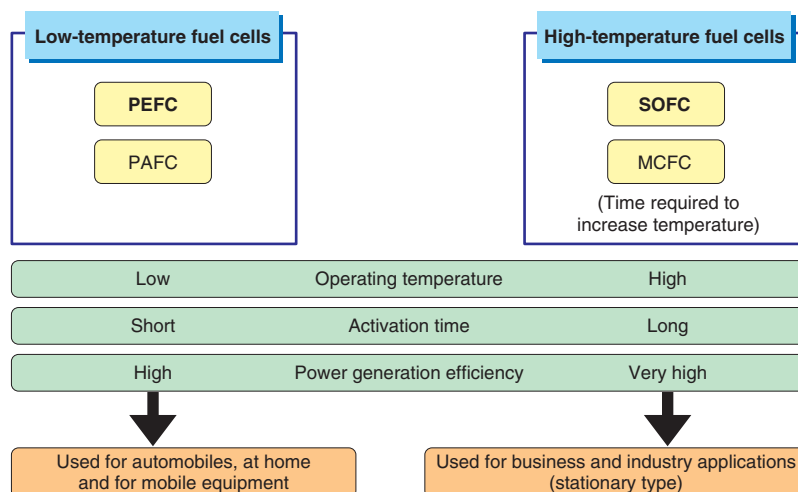 Low-temperature fuel cells
PEFC
PAFC
High-temperature fuel cells
SOFC
MCFC
(Time required to
increase temperature)
Low Operating temperature High
Short Activation time Long
High Power generation efficiency Very high
Used for automobiles, at home
and for mobile equipment
Used for business and industry applications
(stationary type)